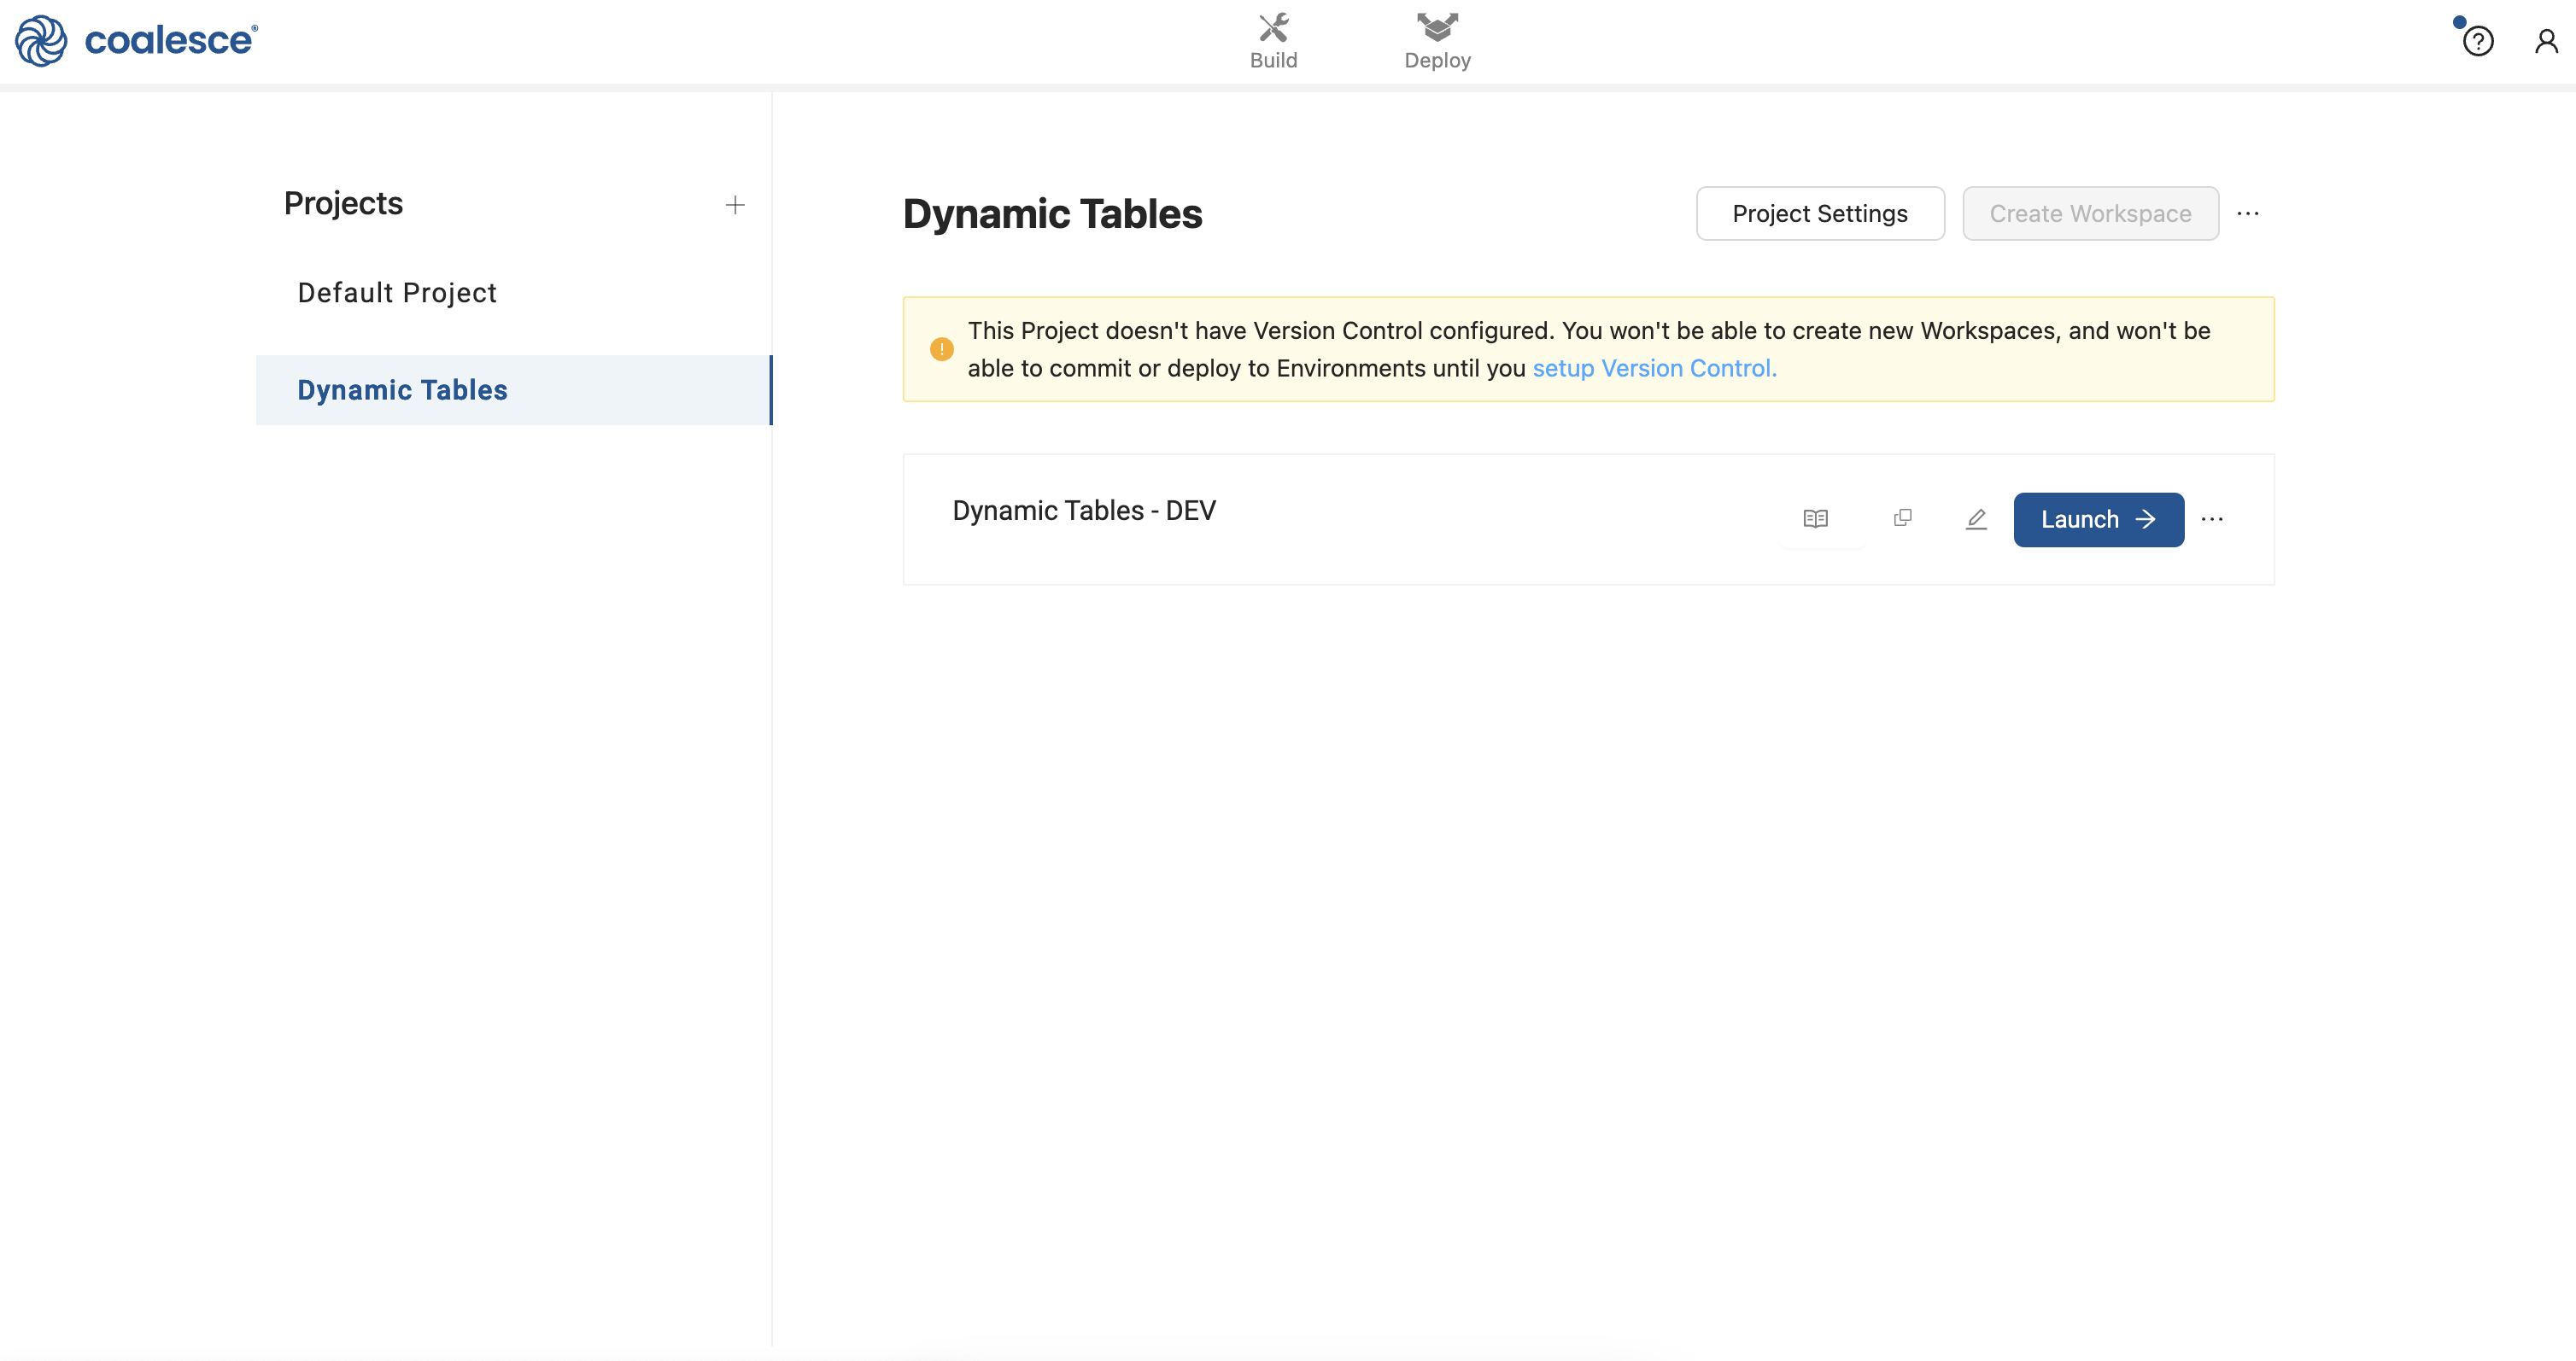 coalesce®
Build
Deploy
Projects
Default Project
Dynamic Tables
Dynamic Tables
Project Settings
Create Workspace
This Project doesn't have Version Control configured. You won't be able to create new Workspaces, and won't be
able to commit or deploy to Environments until you setup Version Control.
Dynamic Tables - DEV
Launch